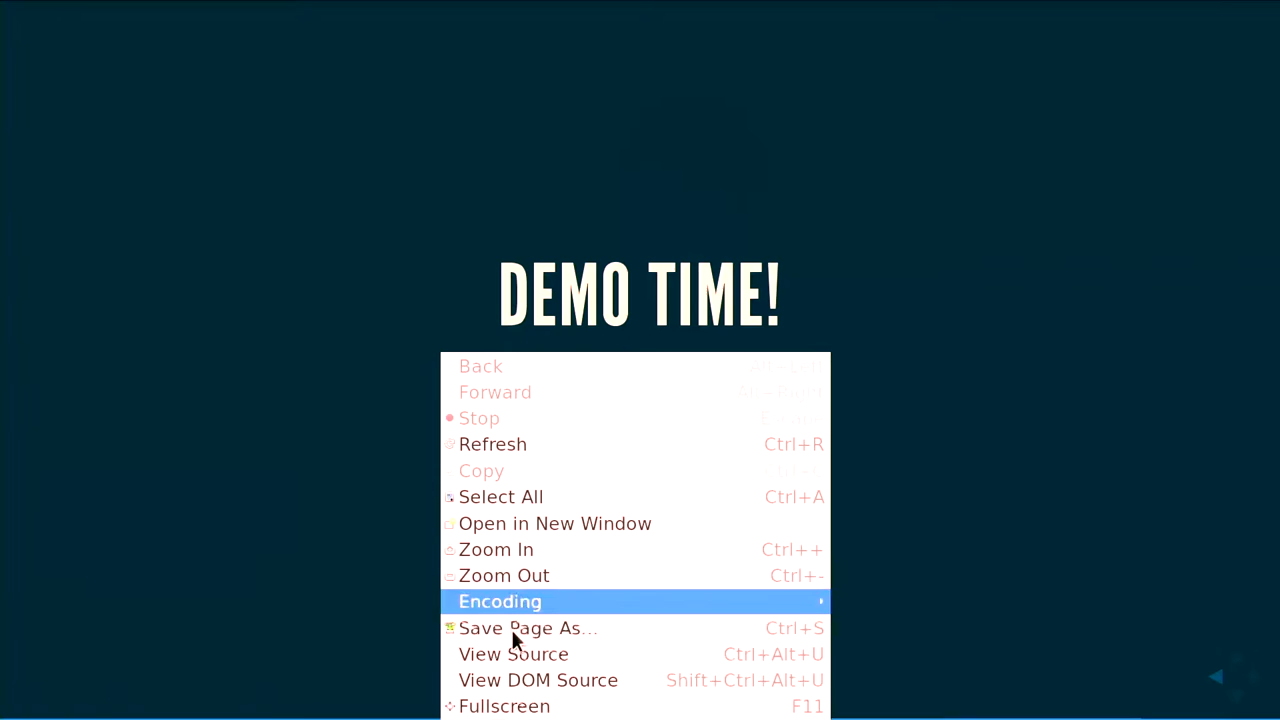 DEMO TIME!
Back
Forward
Stop
Refresh Ctrl+R
Copy
Select All Ctrl+A
Open in New Window
Zoom In Ctrl++
Zoom Out Ctrl+-
Encoding
Save Page As... Ctrl+S
View Source Ctrl+Alt+U
View DOM Source Shift+Ctrl+Alt+U
Fullscreen F11